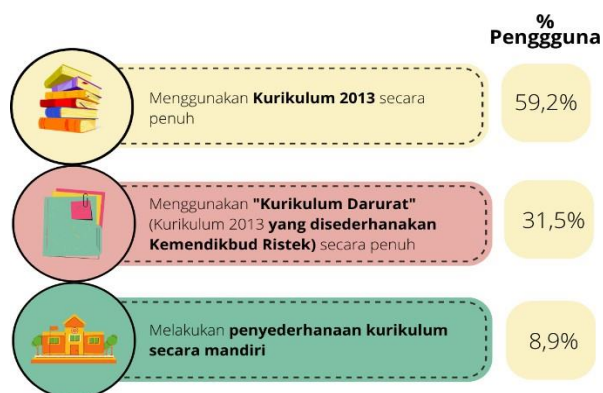 %
Penggguna
Menggunakan Kurikulum 2013 secara
penuh
59,2%
Menggunakan "Kurikulum Darurat"
(Kurikulum 2013 yang disederhanakan
Kemendikbud Ristek) secara penuh
31,5%
Melakukan penyederhanaan kurikulum
secara mandiri
8,9%